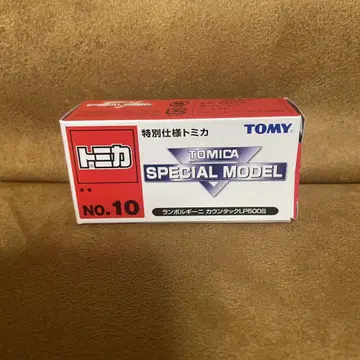 特別仕様トミカ
TOMY
トミカ
TOMICA
SPECIAL MODEL
★★
NO.10
ランボルギーニ カウンタックLP500S